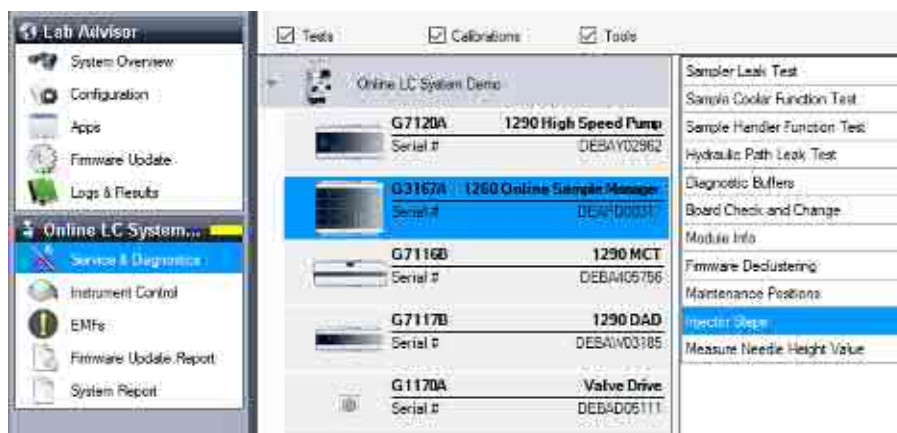 Lab Advisor
System Overview
Configuration
Apps
Firmware Update
Logs & Results
Online LC System...
Service & Diagnostics
Instrument Control
EMFs
Firmware Update Report
System Report
Tests Calibrations Tools
Online LC System Demo
G7120A 1290 High Speed Pump
Serial # DEBAY02962
G3167A 1260 Online Sample Manager
Serial #
G7116B 1290 MCT
Serial # DEBA405756
G7117B 1290 DAD
Serial # DEBAW03185
G1170A Valve Drive
Serial # DEBAD05111
Sampler Leak Test
Sample Cooler Function Test
Sample Handler Function Test
Hydraulic Path Leak Test
Diagnostic Buffers
Board Check and Change
Module Info
Firmware Declustering
Maintenance Positions
Injector Steps
Measure Needle Height Value